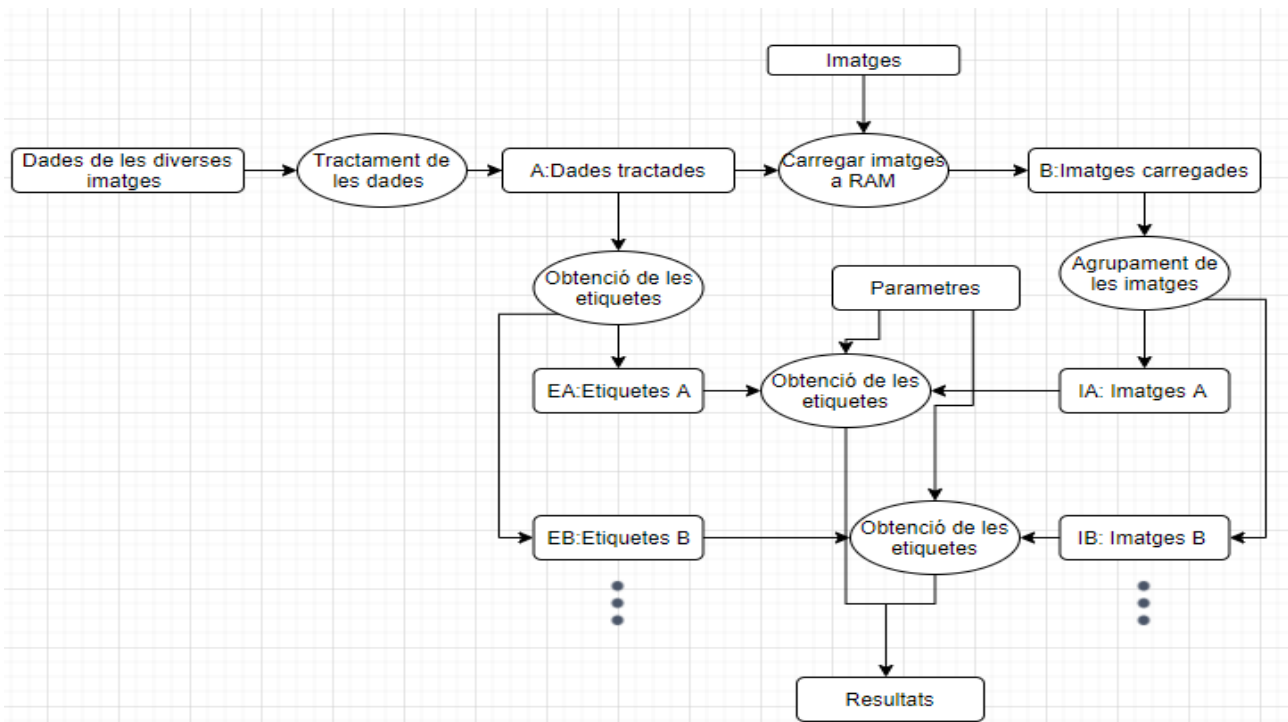 Imatges
Dades de les diverses
imatges
Tractament de
les dades
A:Dades tractades
Carregar imatges
a RAM
B:Imatges carregades
Obtenció de les
etiquetes
Parametres
Agrupament de
les imatges
EA:Etiquetes A
Obtenció de les
etiquetes
IA: Imatges A
EB:Etiquetes B
Obtenció de les
etiquetes
IB: Imatges B
Resultats